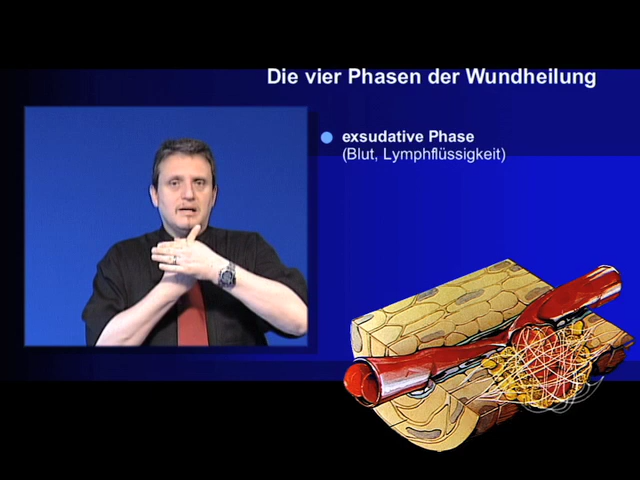 Die vier Phasen der Wundheilung
exsudative Phase
(Blut, Lymphflüssigkeit)